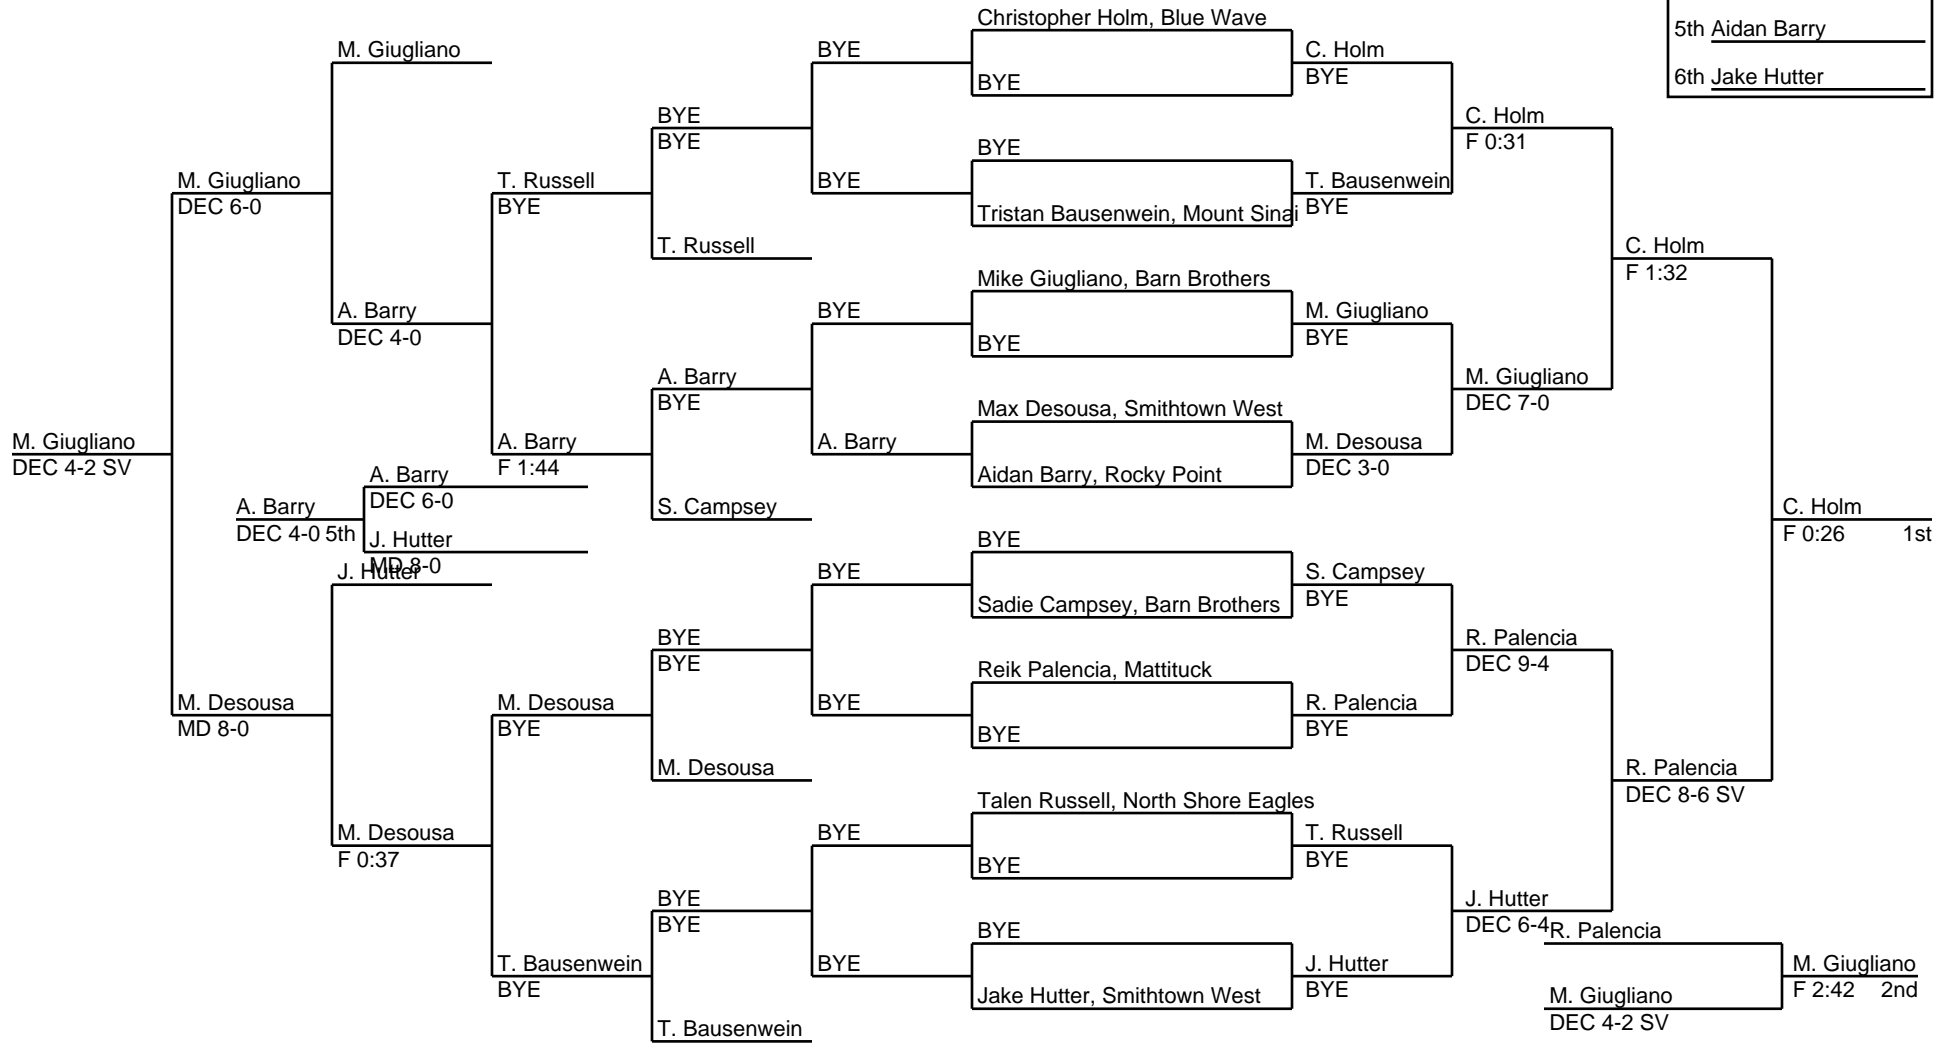 Christopher Holm, Blue Wave
BYE
BYE
Tristan Bausenwein, Mount Sinai
Mike Giugliano, Barn Brothers
BYE
Max Desousa, Smithtown West
Aidan Barry, Rocky Point
BYE
Sadie Campsey, Barn Brothers
Reik Palencia, Mattituck
BYE
Talen Russell, North Shore Eagles
BYE
BYE
Jake Hutter, Smithtown West
C. Holm
BYE
T. Bausenwein
BYE
M. Giugliano
BYE
M. Desousa
DEC 3-0
S. Campsey
BYE
R. Palencia
BYE
T. Russell
BYE
J. Hutter
BYE
C. Holm
F 0:31
M. Giugliano
DEC 7-0
R. Palencia
DEC 9-4
J. Hutter
DEC 6-4
C. Holm
F 1:32
R. Palencia
DEC 8-6 SV
C. Holm
F 0:26 1st
R. Palencia
M. Giugliano
DEC 4-2 SV
M. Giugliano
F 2:42 2nd
5th Aidan Barry
6th Jake Hutter
BYE
BYE
BYE
A. Barry
BYE
BYE
BYE
BYE
BYE
BYE
T. Russell
A. Barry
BYE
S. Campsey
BYE
BYE
M. Desousa
BYE
BYE
T. Bausenwein
T. Russell
BYE
A. Barry
F 1:44
M. Desousa
BYE
T. Bausenwein
BYE
M. Giugliano
A. Barry
DEC 4-0
J. Hutter
M. Desousa
F 0:37
M. Giugliano
DEC 6-0
M. Desousa
MD 8-0
M. Giugliano
DEC 4-2 SV
A. Barry
DEC 6-0
J. Hutter
MD 8-0
A. Barry
DEC 4-0 5th